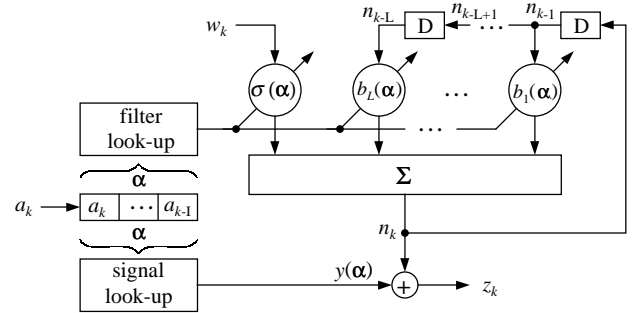 w_k n_{k-L} D n_{k-L+1} ... n_{k-1} D
σ(α) b_L(α) ... b_1(α)
filter
look-up
...
α
Σ
a_k a_k ... a_{k-I}
α
n_k
signal
look-up
y(α) + z_k